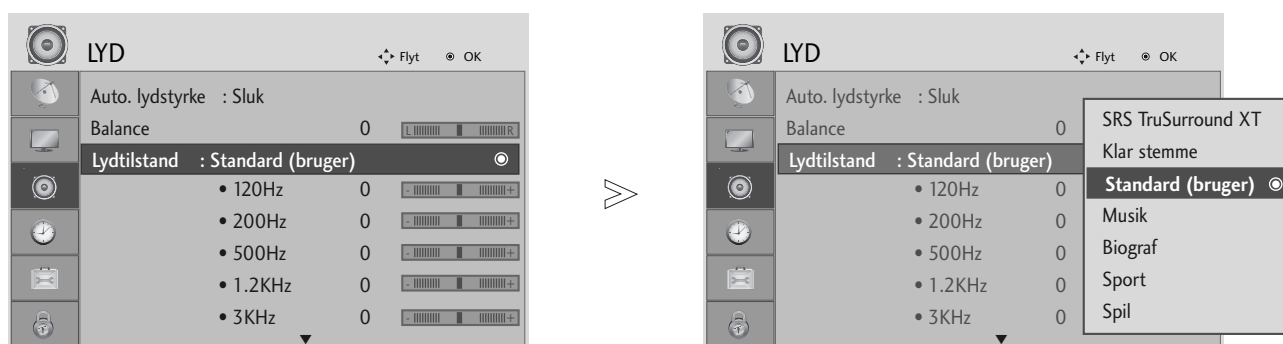 LYD
Flyt OK
Auto. lydstyrke : Sluk
Balance 0 L R
Lydtilstand : Standard (bruger)
• 120Hz 0 - +
• 200Hz 0 - +
• 500Hz 0 - +
• 1.2KHz 0 - +
• 3KHz 0 - +
LYD
Flyt OK
Auto. lydstyrke : Sluk
Balance 0
Lydtilstand : Standard (bruger)
• 120Hz 0
• 200Hz 0
• 500Hz 0
• 1.2KHz 0
• 3KHz 0
SRS TruSurround XT
Klar stemme
Standard (bruger)
Musik
Biograf
Sport
Spil